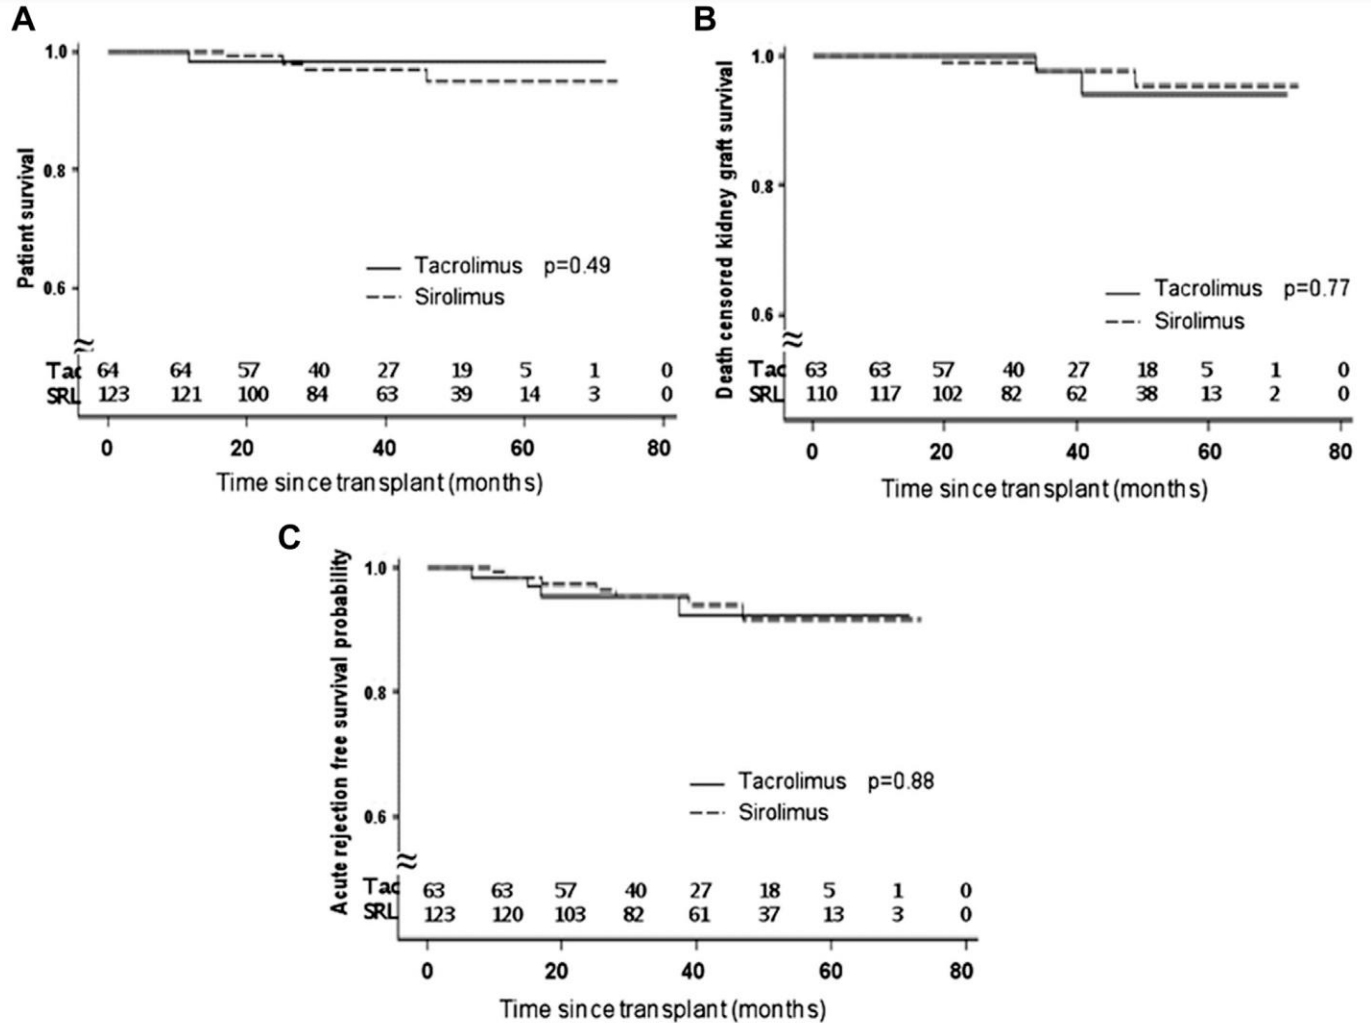 A
Patient survival
1.0
0.8
0.6
Tacrolimus p=0.49
Sirolimus
Tac 64 64 57 40 27 19 5 1 0
SRL 123 121 100 84 63 39 14 3 0
0 20 40 60 80
Time since transplant (months)
B
Death censored kidney graft survival
1.0
0.8
0.6
Tacrolimus p=0.77
Sirolimus
Tac 63 63 57 40 27 18 5 1 0
SRL 110 117 102 82 62 38 13 2 0
0 20 40 60 80
Time since transplant (months)
C
Acute rejection free survival probability
1.0
0.8
0.6
Tacrolimus p=0.88
Sirolimus
Tac 63 63 57 40 27 18 5 1 0
SRL 123 120 103 82 61 37 13 3 0
0 20 40 60 80
Time since transplant (months)